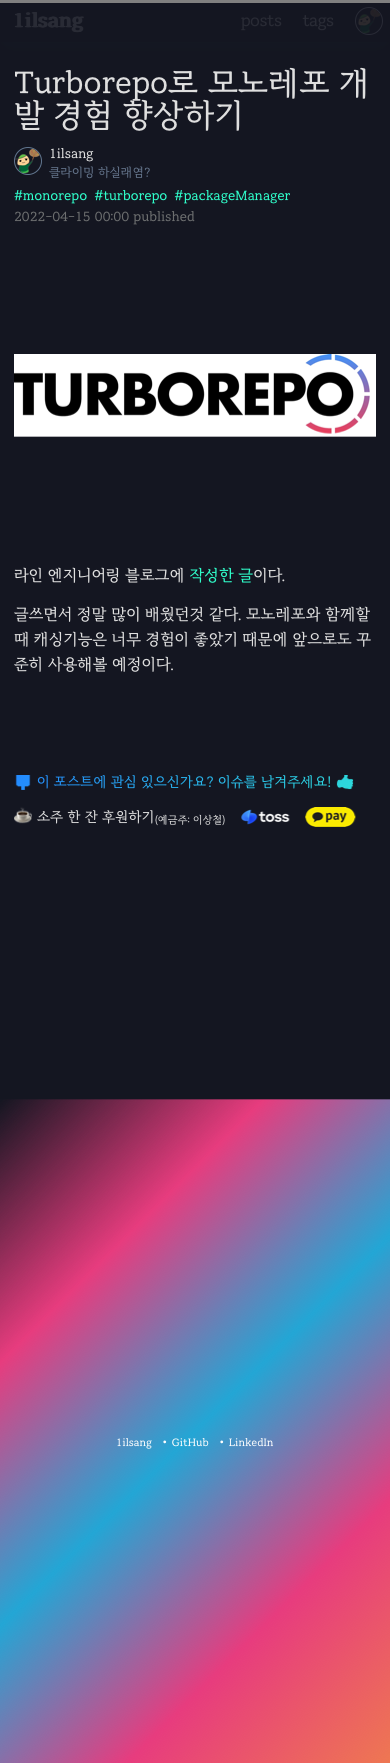 1ilsang posts tags
Turborepo로 모노레포 개
발 경험 향상하기
1ilsang
클라이밍 하실래염?
#monorepo #turborepo #packageManager
2022-04-15 00:00 published
TURBOREPO
라인 엔지니어링 블로그에 작성한 글이다.
글쓰면서 정말 많이 배웠던것 같다. 모노레포와 함께할
때 캐싱기능은 너무 경험이 좋았기 때문에 앞으로도 꾸
준히 사용해볼 예정이다.
이 포스트에 관심 있으신가요? 이슈를 남겨주세요!
소주 한 잔 후원하기(예금주: 이상철) toss pay
1ilsang • GitHub • LinkedIn